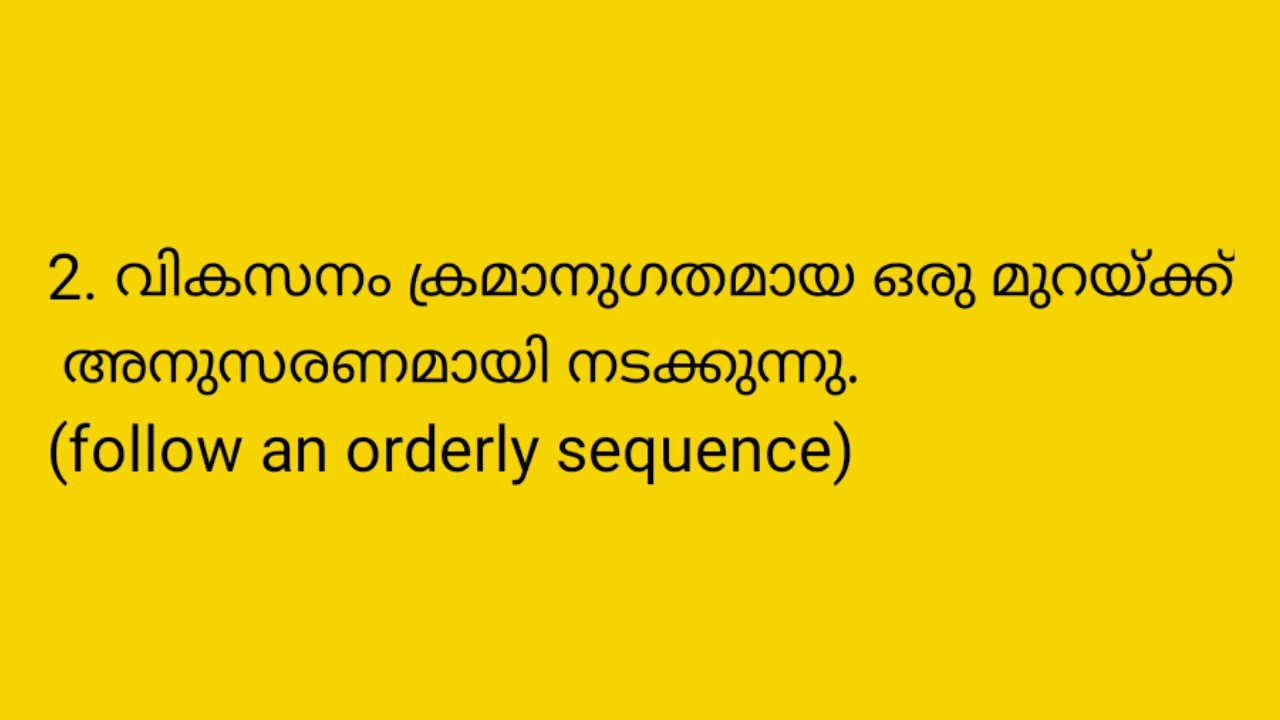 2. വികസനം ക്രമാനുഗതമായ ഒരു മുറയ്ക്ക്
അനുസരണമായി നടക്കുന്നു.
(follow an orderly sequence)